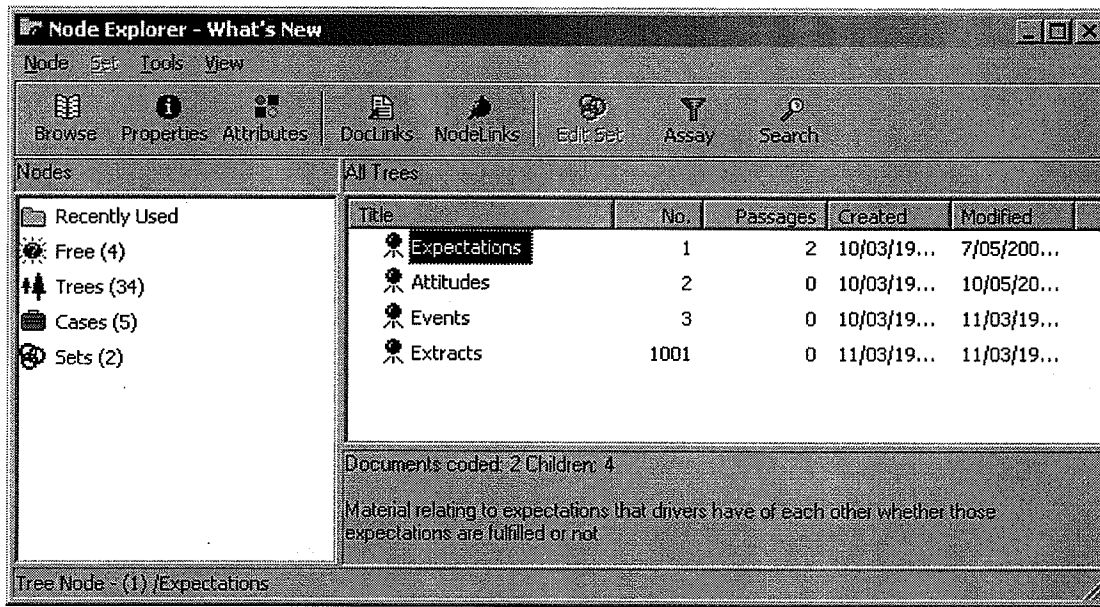 Node Explorer - What's New
Node Set Tools View
Browse Properties Attributes DocLinks NodeLinks Edit Set Assay Search
Nodes
Recently Used
Free (4)
Trees (34)
Cases (5)
Sets (2)
All Trees
Title No. Passages Created Modified
Expectations 1 2 10/03/19... 7/05/200...
Attitudes 2 0 10/03/19... 10/05/20...
Events 3 0 10/03/19... 11/03/19...
Extracts 1001 0 11/03/19... 11/03/19...
Documents coded: 2 Children: 4
Material relating to expectations that drivers have of each other whether those
expectations are fulfilled or not
Tree Node - (1) /Expectations